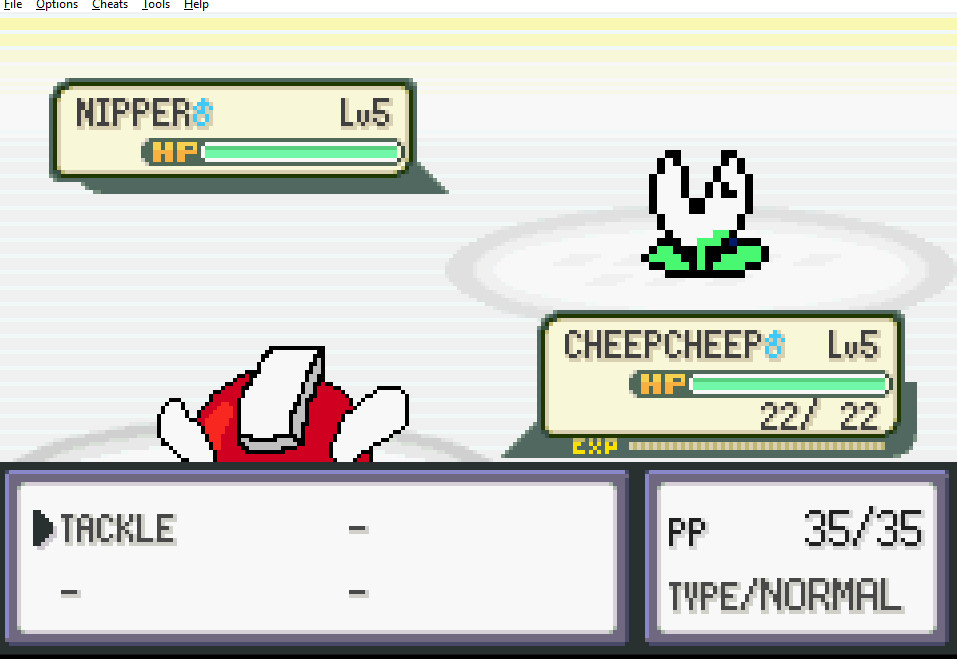 File Options Cheats Tools Help
NIPPER♂ Lv5
HP
CHEEPCHEEP♂ Lv5
HP
22/ 22
EXP
TACKLE -
- -
PP 35/35
TYPE/NORMAL